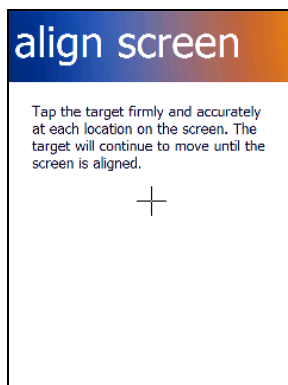 align screen
Tap the target firmly and accurately
at each location on the screen. The
target will continue to move until the
screen is aligned.